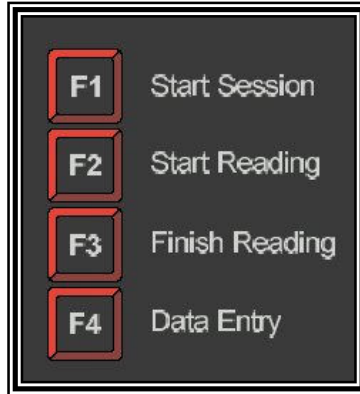 F1 Start Session
F2 Start Reading
F3 Finish Reading
F4 Data Entry